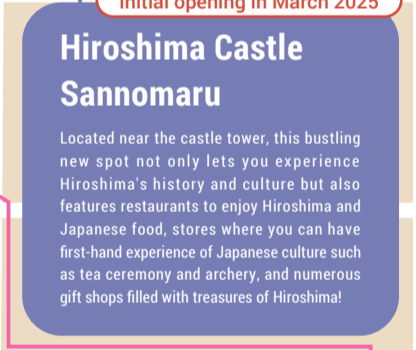 Initial opening in March 2025
Hiroshima Castle
Sannomaru
Located near the castle tower, this bustling
new spot not only lets you experience
Hiroshima's history and culture but also
features restaurants to enjoy Hiroshima and
Japanese food, stores where you can have
first-hand experience of Japanese culture such
as tea ceremony and archery, and numerous
gift shops filled with treasures of Hiroshima!